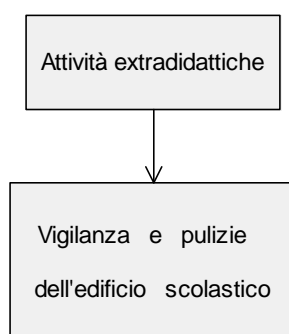 Attività extradidattiche
Vigilanza e pulizie
dell'edificio scolastico